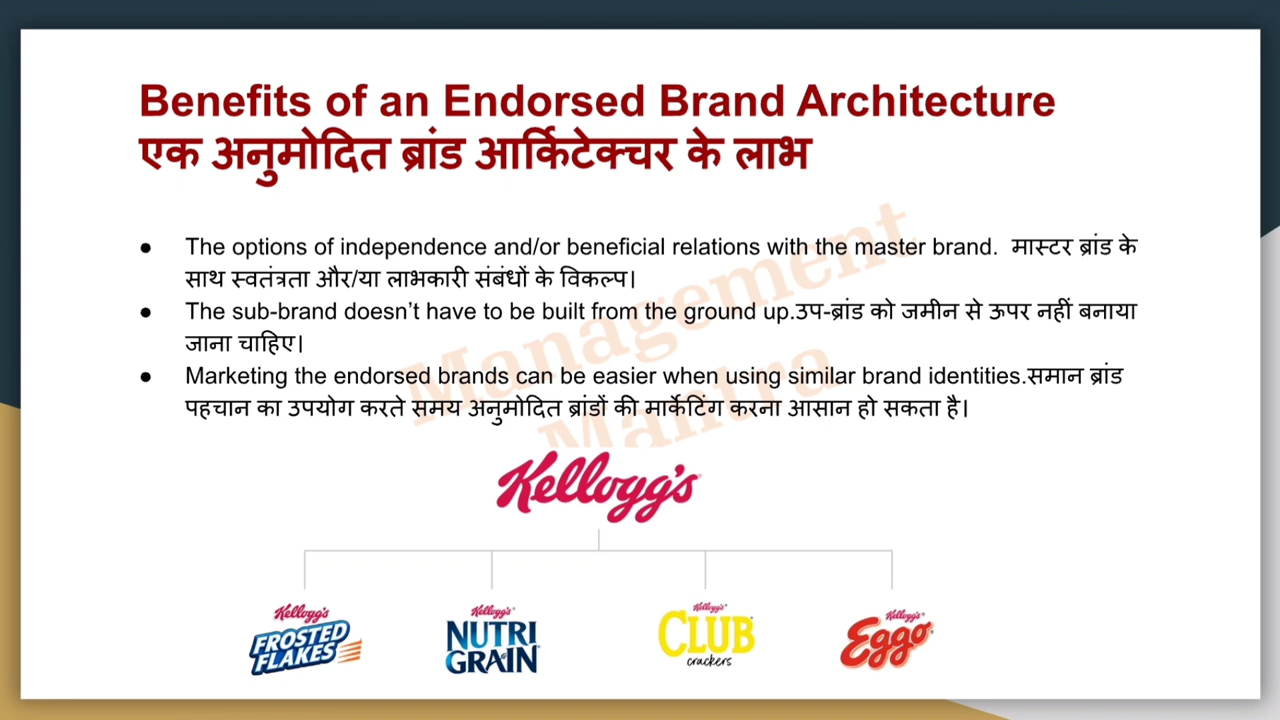 Benefits of an Endorsed Brand Architecture
एक अनुमोदित ब्रांड आर्किटेक्चर के लाभ
● The options of independence and/or beneficial relations with the master brand. मास्टर ब्रांड के
साथ स्वतंत्रता और/या लाभकारी संबंधों के विकल्प।
● The sub-brand doesn’t have to be built from the ground up.उप-ब्रांड को जमीन से ऊपर नहीं बनाया
जाना चाहिए।
● Marketing the endorsed brands can be easier when using similar brand identities.समान ब्रांड
पहचान का उपयोग करते समय अनुमोदित ब्रांडों की मार्केटिंग करना आसान हो सकता है।
Management
Mantra
Kellogg's
Kellogg's
FROSTED
FLAKES
Kellogg's
NUTRI
GRAIN
Kellogg's
CLUB
crackers
Kellogg's
Eggo